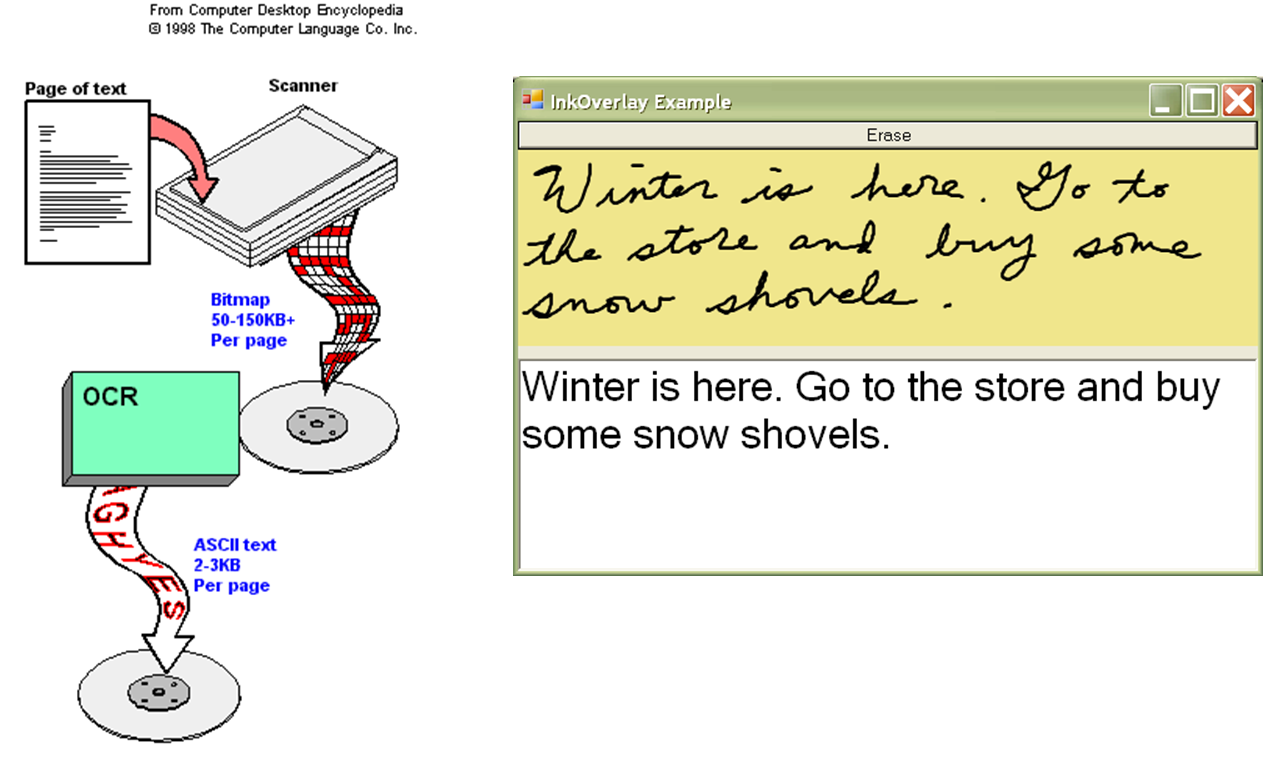 From Computer Desktop Encyclopedia
© 1998 The Computer Language Co. Inc.
Page of text
Scanner
Bitmap
50-150KB+
Per page
OCR
AGHYES
ASCII text
2-3KB
Per page
InkOverlay Example
Erase
Winter is here. Go to
the store and buy some
snow shovels.
Winter is here. Go to the store and buy
some snow shovels.